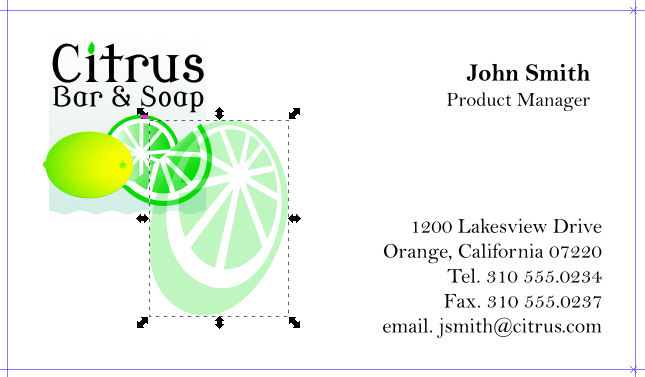 Citrus
Bar & Soap
John Smith
Product Manager
1200 Lakesview Drive
Orange, California 07220
Tel. 310 555.0234
Fax. 310 555.0237
email. jsmith@citrus.com